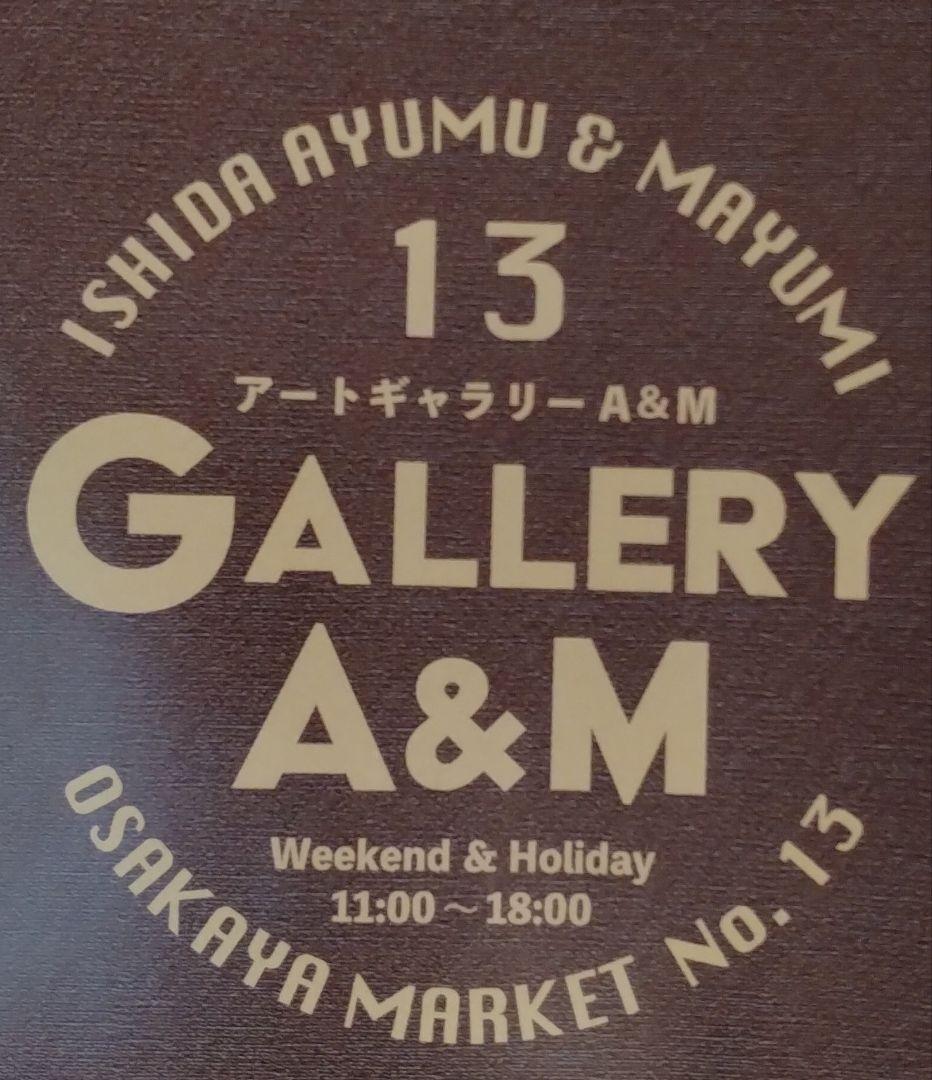 ISHIDA AYUMU & MAYUMI
13
アートギャラリー A&M
GALLERY
A&M
Weekend & Holiday
11:00～18:00
OSAKAYA MARKET No. 13